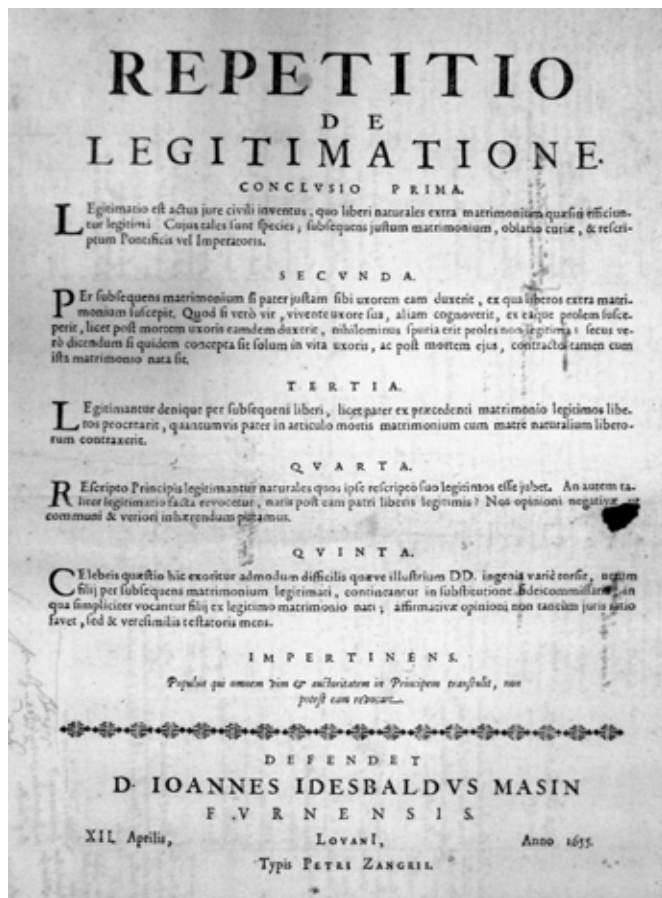 REPETITIO
DE
LEGITIMATIONE.
CONCLVSIO PRIMA.
LEgitimatio est actus jure civili inventus, quo liberi naturales extra matrimonium quæsiti efficiun-
tur legitimi Cujus tales sunt species; subsequens justum matrimonium, oblatio curiæ, & rescri-
ptum Pontificis vel Imperatoris.
SECVNDA.
PEr subsequens matrimonium si pater justam sibi uxorem eam duxerit, ex qua liberos extra matri-
monium suscepit. Quod si verò vir, vivente uxore sua, aliam cognoverit, ex eaque prolem susce-
perit, licet post mortem uxoris eamdem duxerit, nihilominus spuria erit proles non legitima: secus ve-
rò dicendum si quidem concepta sit solum in vita uxoris, ac post mortem ejus, contracto tamen cum
ista matrimonio nata sit.
TERTIA.
LEgitimantur denique per subsequens liberi, licet pater ex præcedenti matrimonio legitimos libe-
ros procrearit, quantumvis pater in articulo mortis matrimonium cum matre naturalium libero-
rum contraxerit.
QVARTA.
REscripto Principis legitimantur naturales quos ipse rescripto suo legitimos esse jubet. An autem ta-
liter legitimatio facta revocetur, natis post eam patri liberis legitimis? Nos opinioni negativæ, ut
communi & veriori inhærendum putamus.
QVINTA.
CElebris quæstio hic exoritur admodum difficilis quæve illustrium DD. ingenia variè torsit, utrum
filij per subsequens matrimonium legitimati, contineantur in substitutione fideicommissaria, in
qua simpliciter vocantur filij ex legitimo matrimonio nati; affirmativæ opinioni non tantùm juris ratio
favet, sed & verisimilis testatoris mens.
IMPERTINENS.
Populus qui omnem vim & auctoritatem in Principem transtulit, non
potest eam revocare.
DEFENDET
D. IOANNES IDESBALDVS MASIN
FVRNENSIS.
XII. Aprilis, LOVANI, Anno 1655.
Typis PETRI ZANGRII.